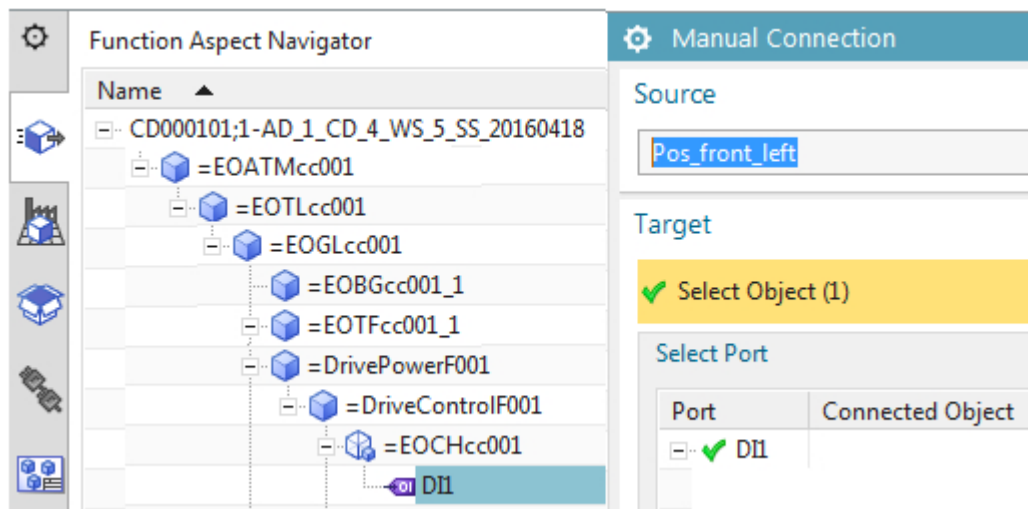 Function Aspect Navigator
Name
CD000101;1-AD_1_CD_4_WS_5_SS_20160418
=EOATMcc001
=EOTLcc001
=EOGLcc001
=EOBGcc001_1
=EOTFcc001_1
=DrivePowerF001
=DriveControlF001
=EOCHcc001
DI1
Manual Connection
Source
Pos_front_left
Target
Select Object (1)
Select Port
Port Connected Object
DI1